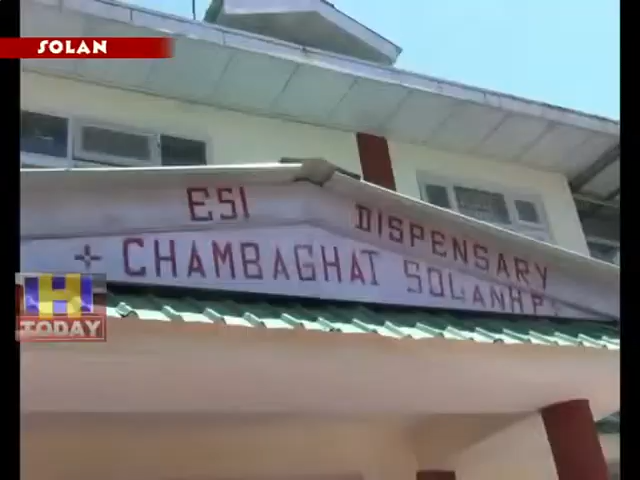 SOLAN
ESI DISPENSARY
+ CHAMBAGHAT SOLAN H.P.
H
TODAY